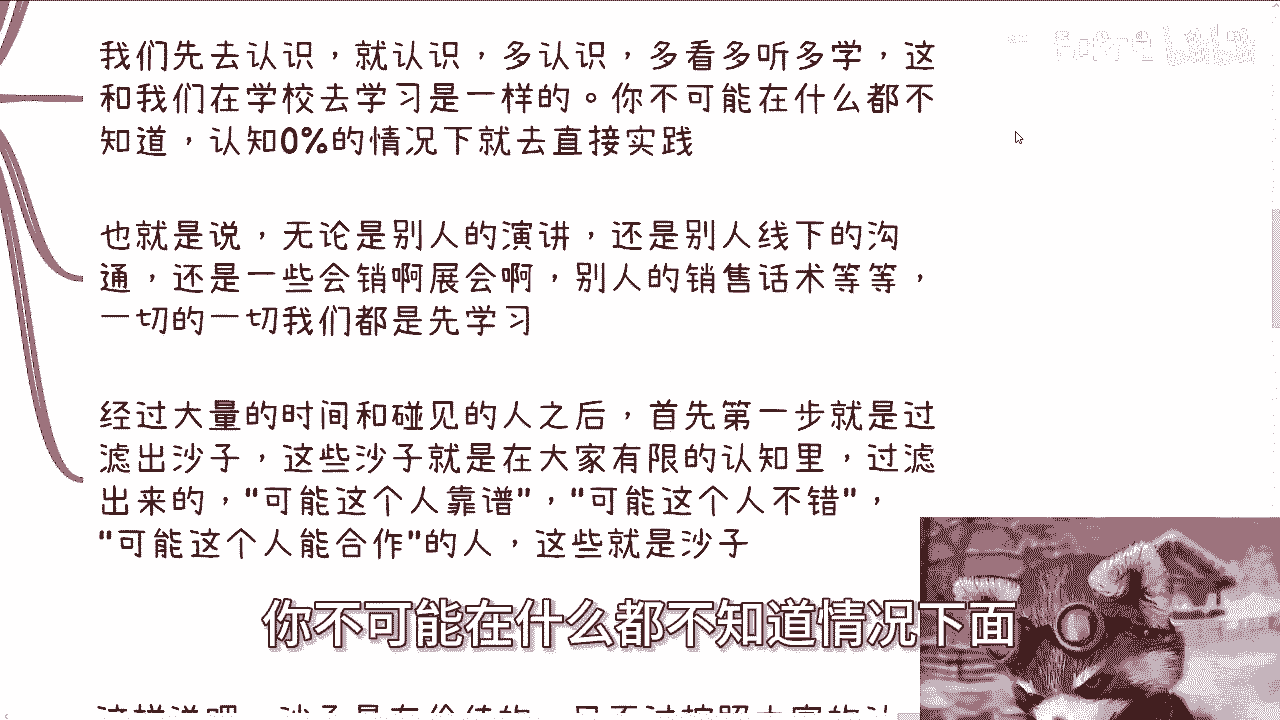 我们先去认识，就认识，多认识，多看多听多学，这
和我们在学校去学习是一样的。你不可能在什么都不
知道，认知0%的情况下就去直接实践
也就是说，无论是别人的演讲，还是别人线下的沟
通，还是一些会销啊展会啊，别人的销售话术等等，
一切的一切我们都是先学习
经过大量的时间和碰见的人之后，首先第一步就是过
滤出沙子，这些沙子就是在大家有限的认知里，过滤
出来的，"可能这个人靠谱"，"可能这个人不错"，
"可能这个人能合作"的人，这些就是沙子
你不可能在什么都不知道情况下面